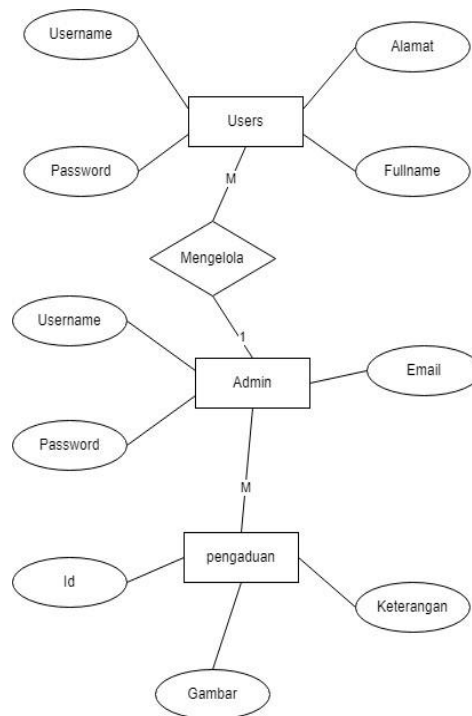 Username
Alamat
Users
Password
Fullname
M
Mengelola
Username
1
Email
Admin
Password
M
pengaduan
Id
Keterangan
Gambar